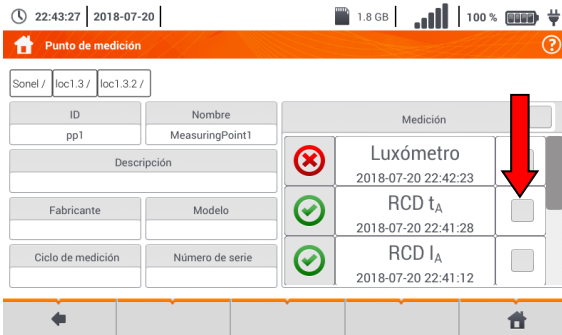 22:43:27 2018-07-20 1.8 GB 100 %
Punto de medición ?
Sonel / loc1.3 / loc1.3.2 /
ID Nombre Medición
pp1 MeasuringPoint1
Luxómetro
Descripción
2018-07-20 22:42:23
RCD tA
Fabricante Modelo
2018-07-20 22:41:28
RCD IA
Ciclo de medición Número de serie
2018-07-20 22:41:12